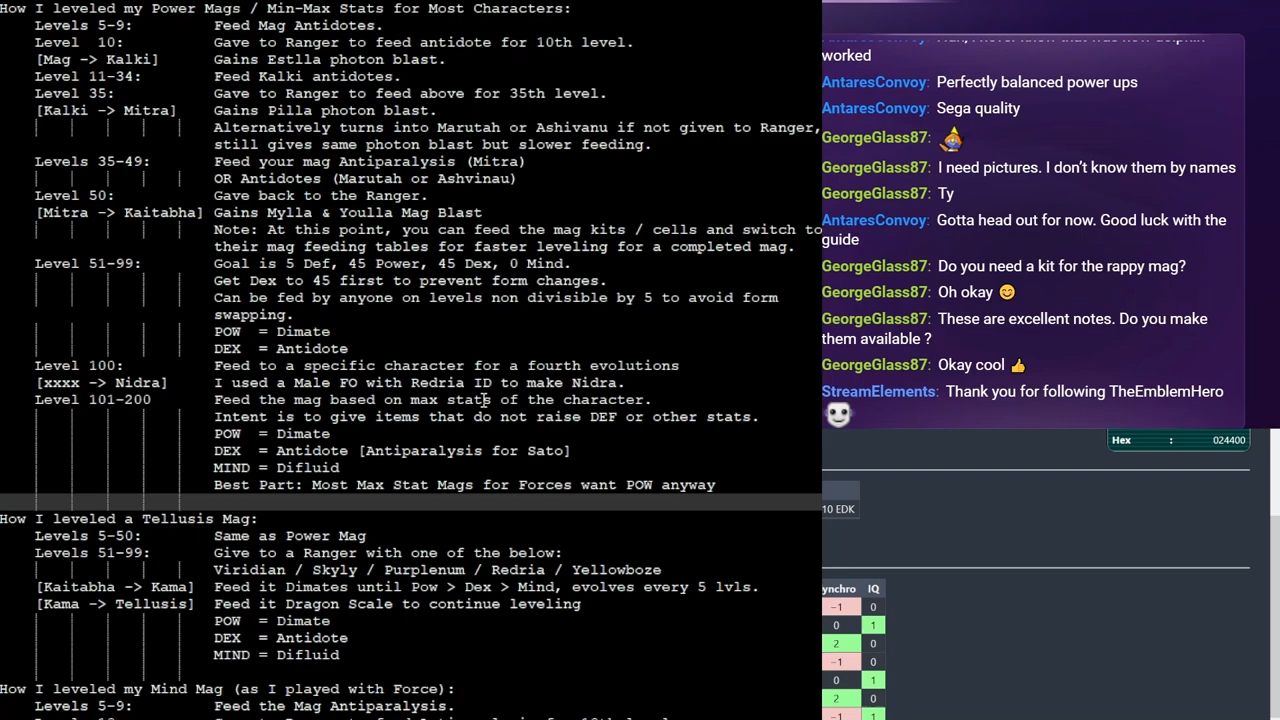 How I leveled my Power Mags / Min-Max Stats for Most Characters:
Levels 5-9: Feed Mag Antidotes.
Level 10: Gave to Ranger to feed antidote for 10th level.
[Mag -> Kalki] Gains Estlla photon blast.
Level 11-34: Feed Kalki antidotes.
Level 35: Gave to Ranger to feed above for 35th level.
[Kalki -> Mitra] Gains Pilla photon blast.
Alternatively turns into Marutah or Ashivanu if not given to Ranger,
still gives same photon blast but slower feeding.
Levels 35-49: Feed your mag Antiparalysis (Mitra)
OR Antidotes (Marutah or Ashvinau)
Level 50: Gave back to the Ranger.
[Mitra -> Kaitabha] Gains Mylla & Youlla Mag Blast
Note: At this point, you can feed the mag kits / cells and switch to
their mag feeding tables for faster leveling for a completed mag.
Level 51-99: Goal is 5 Def, 45 Power, 45 Dex, 0 Mind.
Get Dex to 45 first to prevent form changes.
Can be fed by anyone on levels non divisible by 5 to avoid form
swapping.
POW = Dimate
DEX = Antidote
Level 100: Feed to a specific character for a fourth evolutions
[xxxx -> Nidra] I used a Male FO with Redria ID to make Nidra.
Level 101-200 Feed the mag based on max stats of the character.
Intent is to give items that do not raise DEF or other stats.
POW = Dimate
DEX = Antidote [Antiparalysis for Sato]
MIND = Difluid
Best Part: Most Max Stat Mags for Forces want POW anyway
How I leveled a Tellusis Mag:
Levels 5-50: Same as Power Mag
Levels 51-99: Give to a Ranger with one of the below:
Viridian / Skyly / Purplenum / Redria / Yellowboze
[Kaitabha -> Kama] Feed it Dimates until Pow > Dex > Mind, evolves every 5 lvls.
[Kama -> Tellusis] Feed it Dragon Scale to continue leveling
POW = Dimate
DEX = Antidote
MIND = Difluid
How I leveled my Mind Mag (as I played with Force):
Levels 5-9: Feed the Mag Antiparalysis.
worked
AntaresConvoy: Perfectly balanced power ups
AntaresConvoy: Sega quality
GeorgeGlass87:
GeorgeGlass87: I need pictures. I don't know them by names
GeorgeGlass87: Ty
AntaresConvoy: Gotta head out for now. Good luck with the
guide
GeorgeGlass87: Do you need a kit for the rappy mag?
GeorgeGlass87: Oh okay 😊
GeorgeGlass87: These are excellent notes. Do you make
them available ?
GeorgeGlass87: Okay cool 👍
StreamElements: Thank you for following TheEmblemHero
Hex : 024400
10 EDK
ynchro IQ
-1 0
0 1
2 0
-1 0
0 1
2 0
-1 1